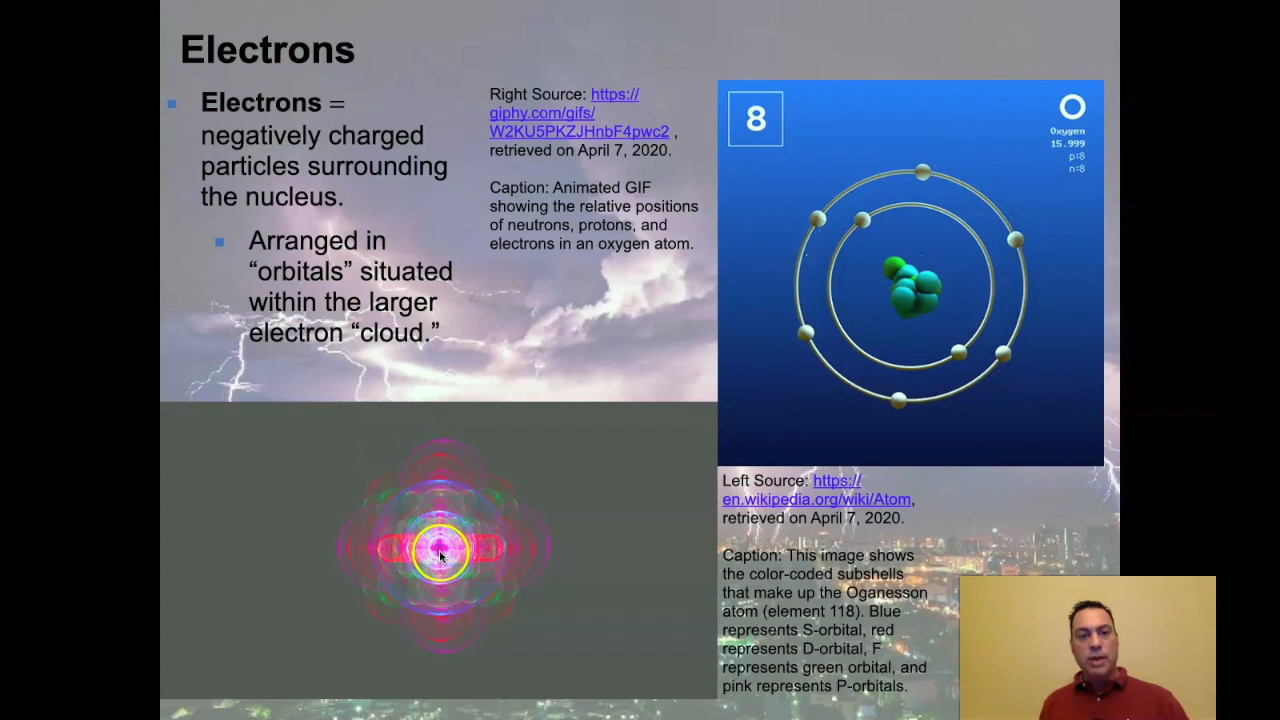 Electrons
Electrons =
negatively charged
particles surrounding
the nucleus.
Arranged in
“orbitals” situated
within the larger
electron “cloud.”
Right Source: https://
giphy.com/gifs/
W2KU5PKZJHnbF4pwc2 ,
retrieved on April 7, 2020.
Caption: Animated GIF
showing the relative positions
of neutrons, protons, and
electrons in an oxygen atom.
8
O
Oxygen
15.999
p:8
n:8
Left Source: https://
en.wikipedia.org/wiki/Atom,
retrieved on April 7, 2020.
Caption: This image shows
the color-coded subshells
that make up the Oganesson
atom (element 118). Blue
represents S-orbital, red
represents D-orbital, F
represents green orbital, and
pink represents P-orbitals.